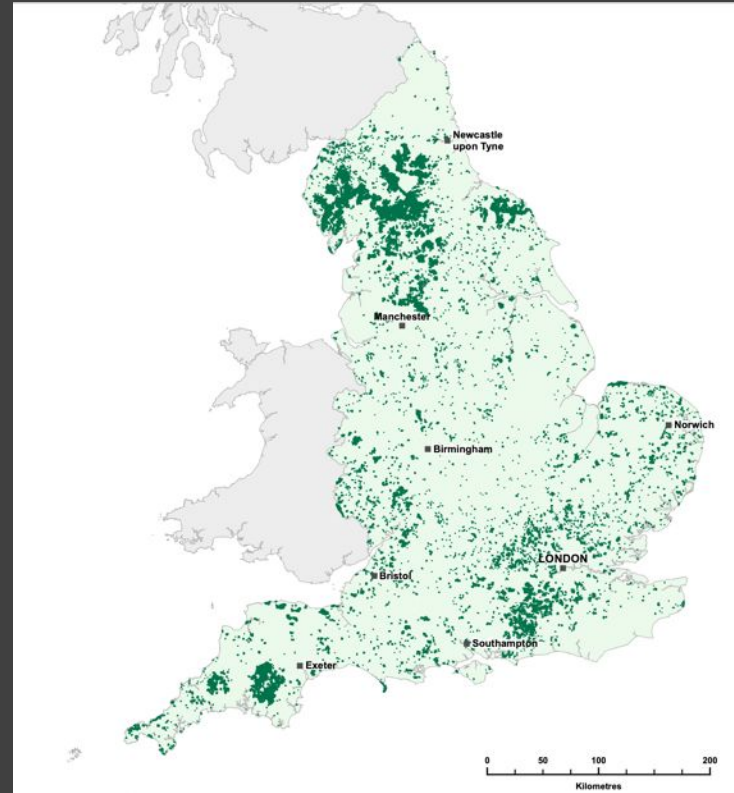 Newcastle
upon Tyne
Manchester
Norwich
Birmingham
LONDON
Bristol
Southampton
Exeter
0 50 100 200
Kilometres